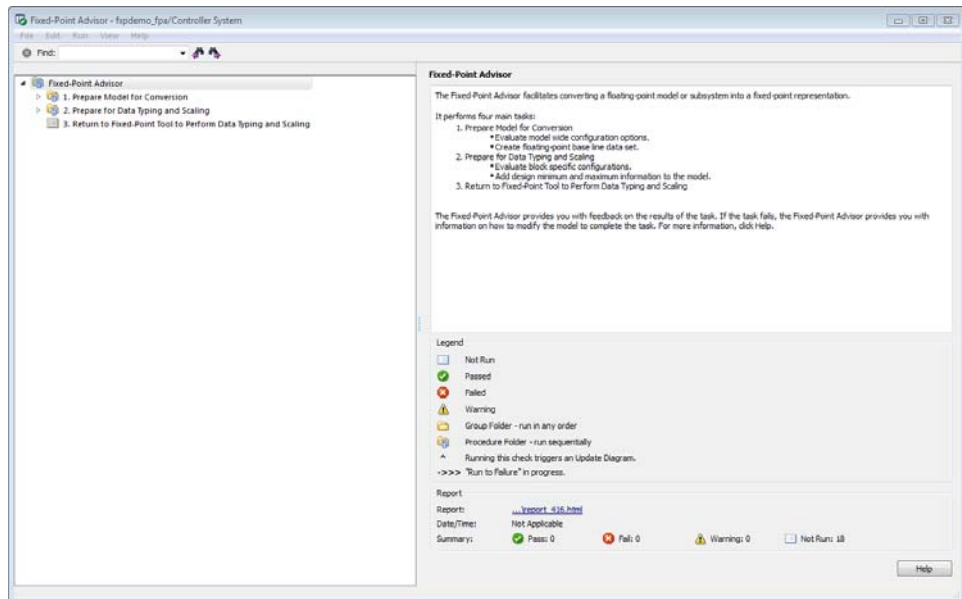 Fixed-Point Advisor - fxpdemo_fpa/Controller System
File Edit Run View Help
Find:
Fixed-Point Advisor
1. Prepare Model for Conversion
2. Prepare for Data Typing and Scaling
3. Return to Fixed-Point Tool to Perform Data Typing and Scaling
Fixed-Point Advisor
The Fixed-Point Advisor facilitates converting a floating-point model or subsystem into a fixed-point representation.
It performs four main tasks:
1. Prepare Model for Conversion
•Evaluate model wide configuration options.
•Create floating-point base line data set.
2. Prepare for Data Typing and Scaling
•Evaluate block specific configurations.
•Add design minimum and maximum information to the model.
3. Return to Fixed-Point Tool to Perform Data Typing and Scaling
The Fixed-Point Advisor provides you with feedback on the results of the task. If the task fails, the Fixed-Point Advisor provides you with
information on how to modify the model to complete the task. For more information, click Help.
Legend
Not Run
Passed
Failed
Warning
Group Folder - run in any order
Procedure Folder - run sequentially
^ Running this check triggers an Update Diagram.
->>> "Run to Failure" in progress.
Report
Report: ...\report_416.html
Date/Time: Not Applicable
Summary: Pass: 0 Fail: 0 Warning: 0 Not Run: 18
Help